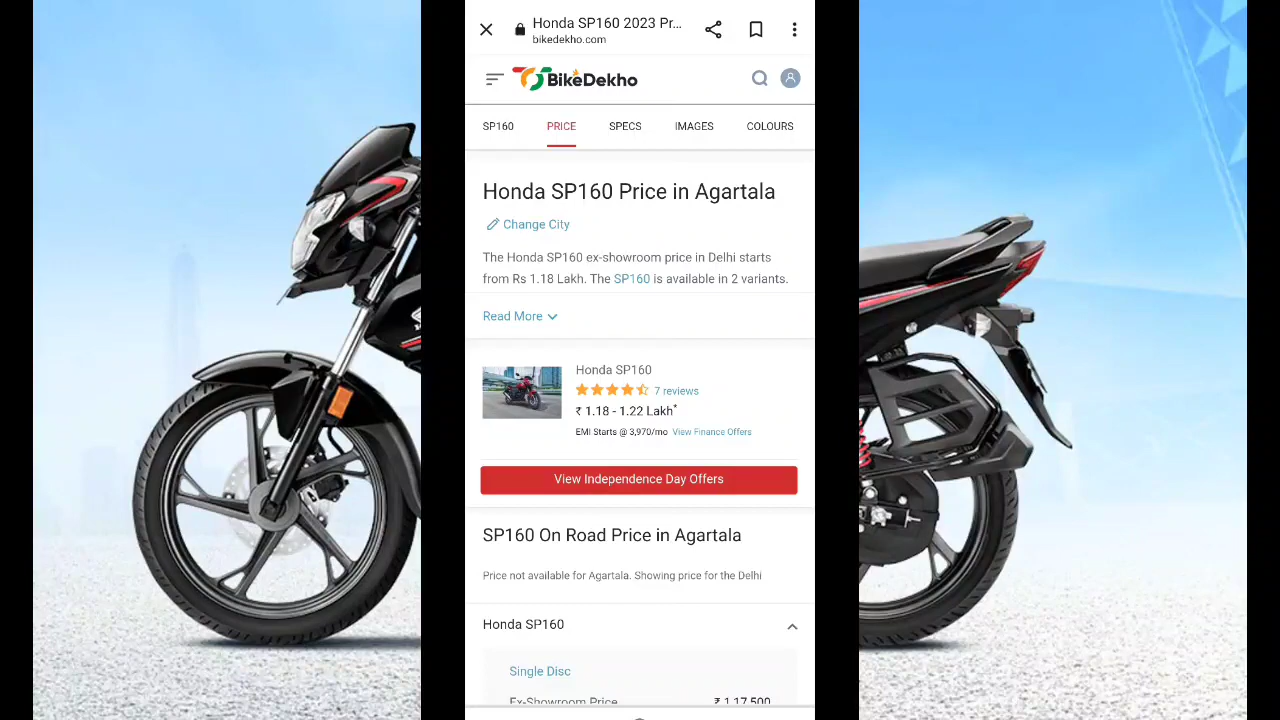 Honda SP160 2023 Pr...
bikedekho.com
BikeDekho
SP160 PRICE SPECS IMAGES COLOURS
Honda SP160 Price in Agartala
Change City
The Honda SP160 ex-showroom price in Delhi starts
from Rs 1.18 Lakh. The SP160 is available in 2 variants.
Read More
Honda SP160
7 reviews
₹ 1.18 - 1.22 Lakh*
EMI Starts @ 3,970/mo View Finance Offers
View Independence Day Offers
SP160 On Road Price in Agartala
Price not available for Agartala. Showing price for the Delhi
Honda SP160
Single Disc
Ex-Showroom Price ₹ 1,17,500